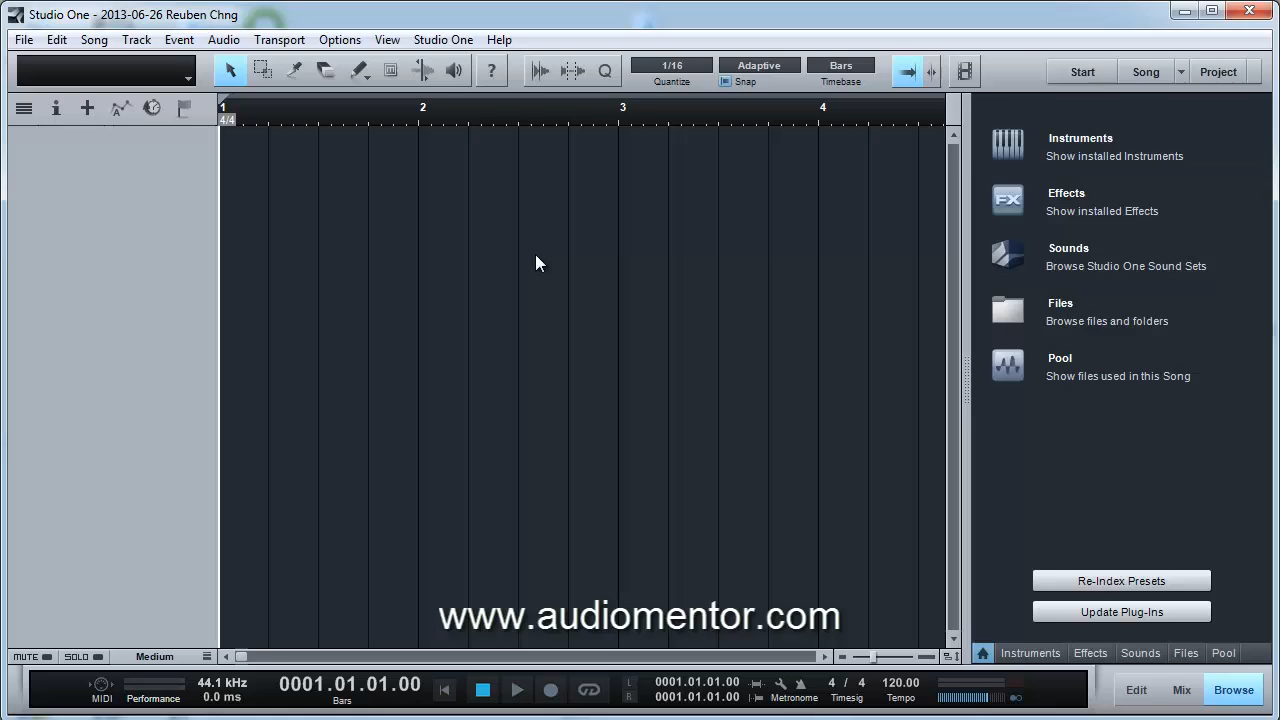 Studio One - 2013-06-26 Reuben Chng
File Edit Song Track Event Audio Transport Options View Studio One Help
1/16 Adaptive Bars
Quantize Snap Timebase
Start Song Project
1 2 3 4
4/4
Instruments
Show installed Instruments
FX
Effects
Show installed Effects
Sounds
Browse Studio One Sound Sets
Files
Browse files and folders
Pool
Show files used in this Song
Re-Index Presets
Update Plug-Ins
www.audiomentor.com
MUTE SOLO Medium
Instruments Effects Sounds Files Pool
MIDI
Performance
44.1 kHz
0.0 ms
0001.01.01.00
Bars
L 0001.01.01.00
R 0001.01.01.00
Metronome
4 / 4
Timesig
120.00
Tempo
Edit Mix Browse